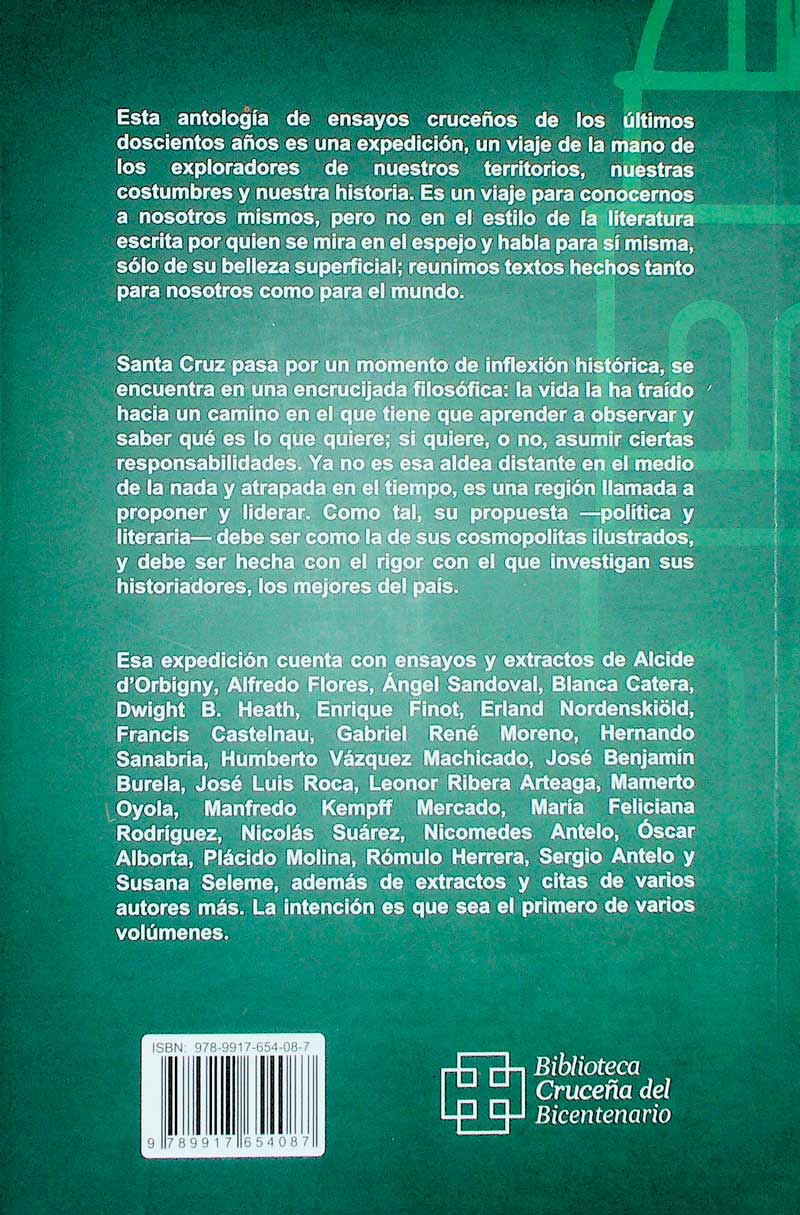 Esta antología de ensayos cruceños de los últimos
doscientos años es una expedición, un viaje de la mano de
los exploradores de nuestros territorios, nuestras
costumbres y nuestra historia. Es un viaje para conocernos
a nosotros mismos, pero no en el estilo de la literatura
escrita por quien se mira en el espejo y habla para sí misma,
sólo de su belleza superficial; reunimos textos hechos tanto
para nosotros como para el mundo.
Santa Cruz pasa por un momento de inflexión histórica, se
encuentra en una encrucijada filosófica: la vida la ha traído
hacia un camino en el que tiene que aprender a observar y
saber qué es lo que quiere; si quiere, o no, asumir ciertas
responsabilidades. Ya no es esa aldea distante en el medio
de la nada y atrapada en el tiempo, es una región llamada a
proponer y liderar. Como tal, su propuesta —política y
literaria— debe ser como la de sus cosmopolitas ilustrados,
y debe ser hecha con el rigor con el que investigan sus
historiadores, los mejores del país.
Esa expedición cuenta con ensayos y extractos de Alcide
d'Orbigny, Alfredo Flores, Ángel Sandoval, Blanca Catera,
Dwight B. Heath, Enrique Finot, Erland Nordenskiöld,
Francis Castelnau, Gabriel René Moreno, Hernando
Sanabria, Humberto Vázquez Machicado, José Benjamín
Burela, José Luis Roca, Leonor Ribera Arteaga, Mamerto
Oyola, Manfredo Kempff Mercado, María Feliciana
Rodríguez, Nicolás Suárez, Nicomedes Antelo, Óscar
Alborta, Plácido Molina, Rómulo Herrera, Sergio Antelo y
Susana Seleme, además de extractos y citas de varios
autores más. La intención es que sea el primero de varios
volúmenes.
ISBN: 978-9917-654-08-7
9 789917 654087
Biblioteca
Cruceña del
Bicentenario